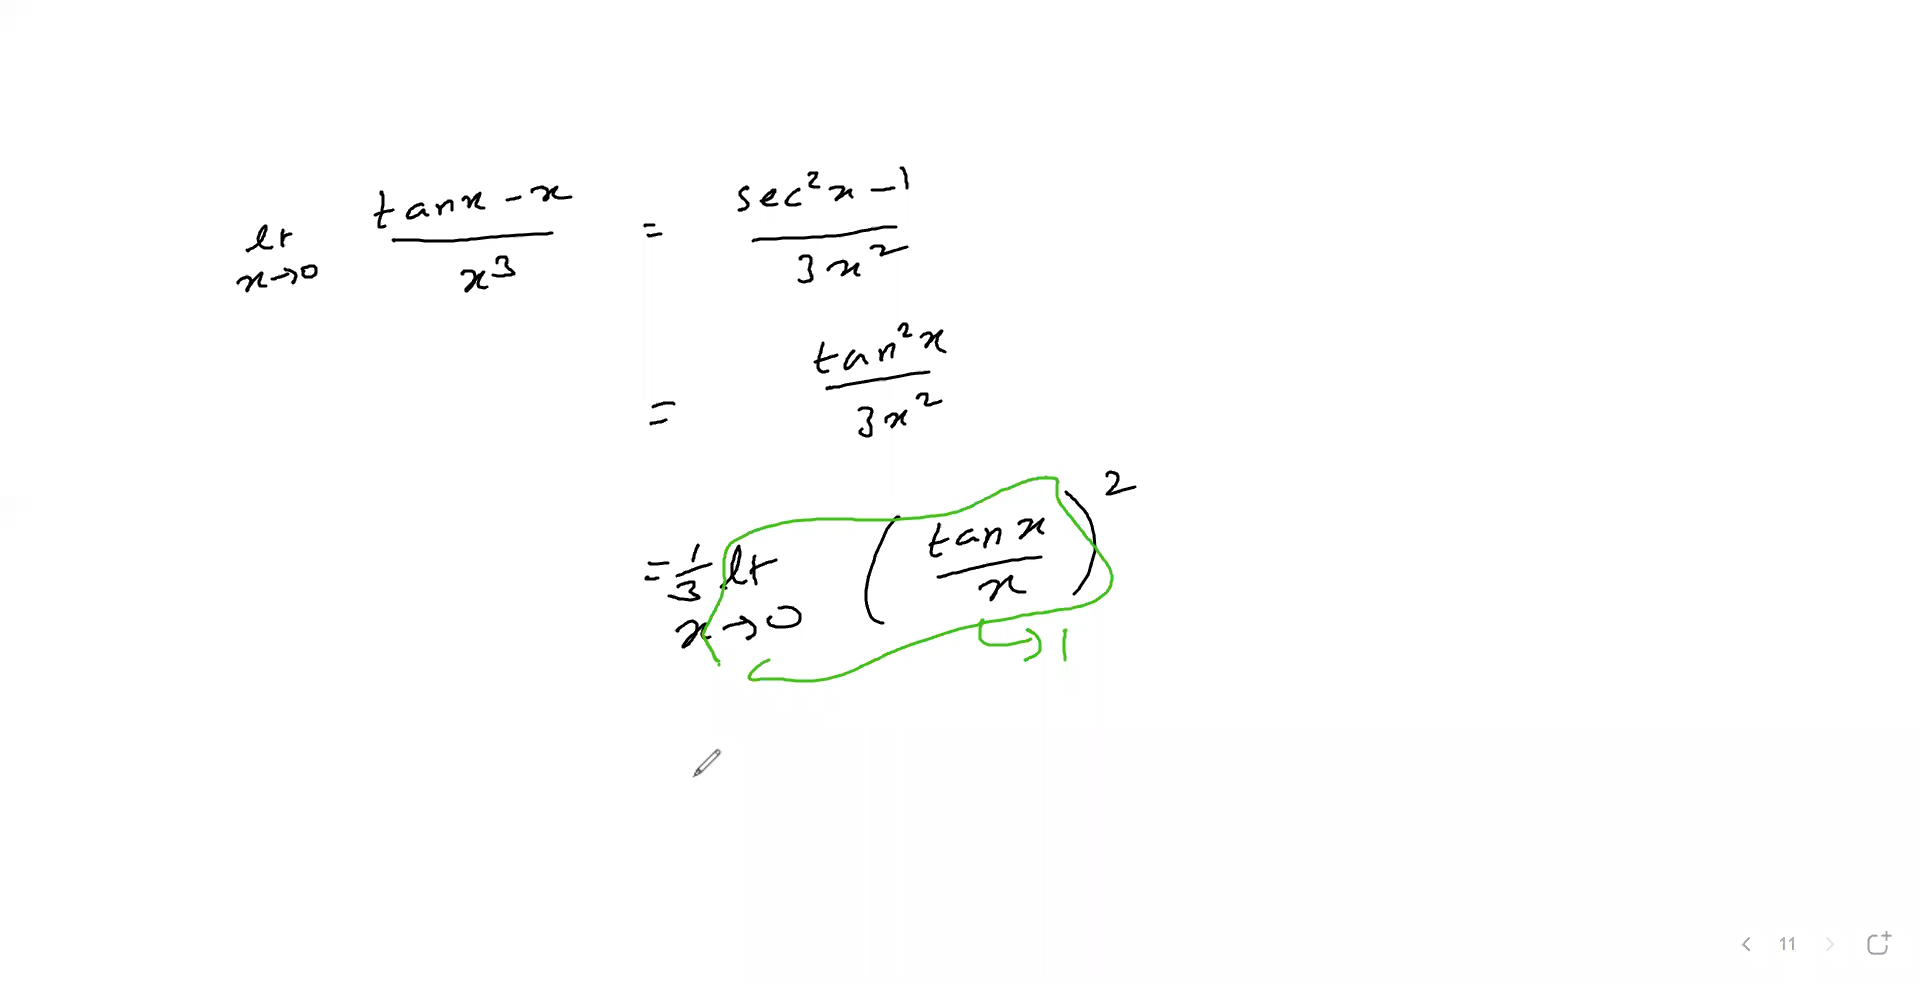 lt x→0 (tanx - x)/x³ = (sec²x - 1)/3x²
= tan²x/3x²
= 1/3 lt x→0 (tanx/x)²
→ 1
11